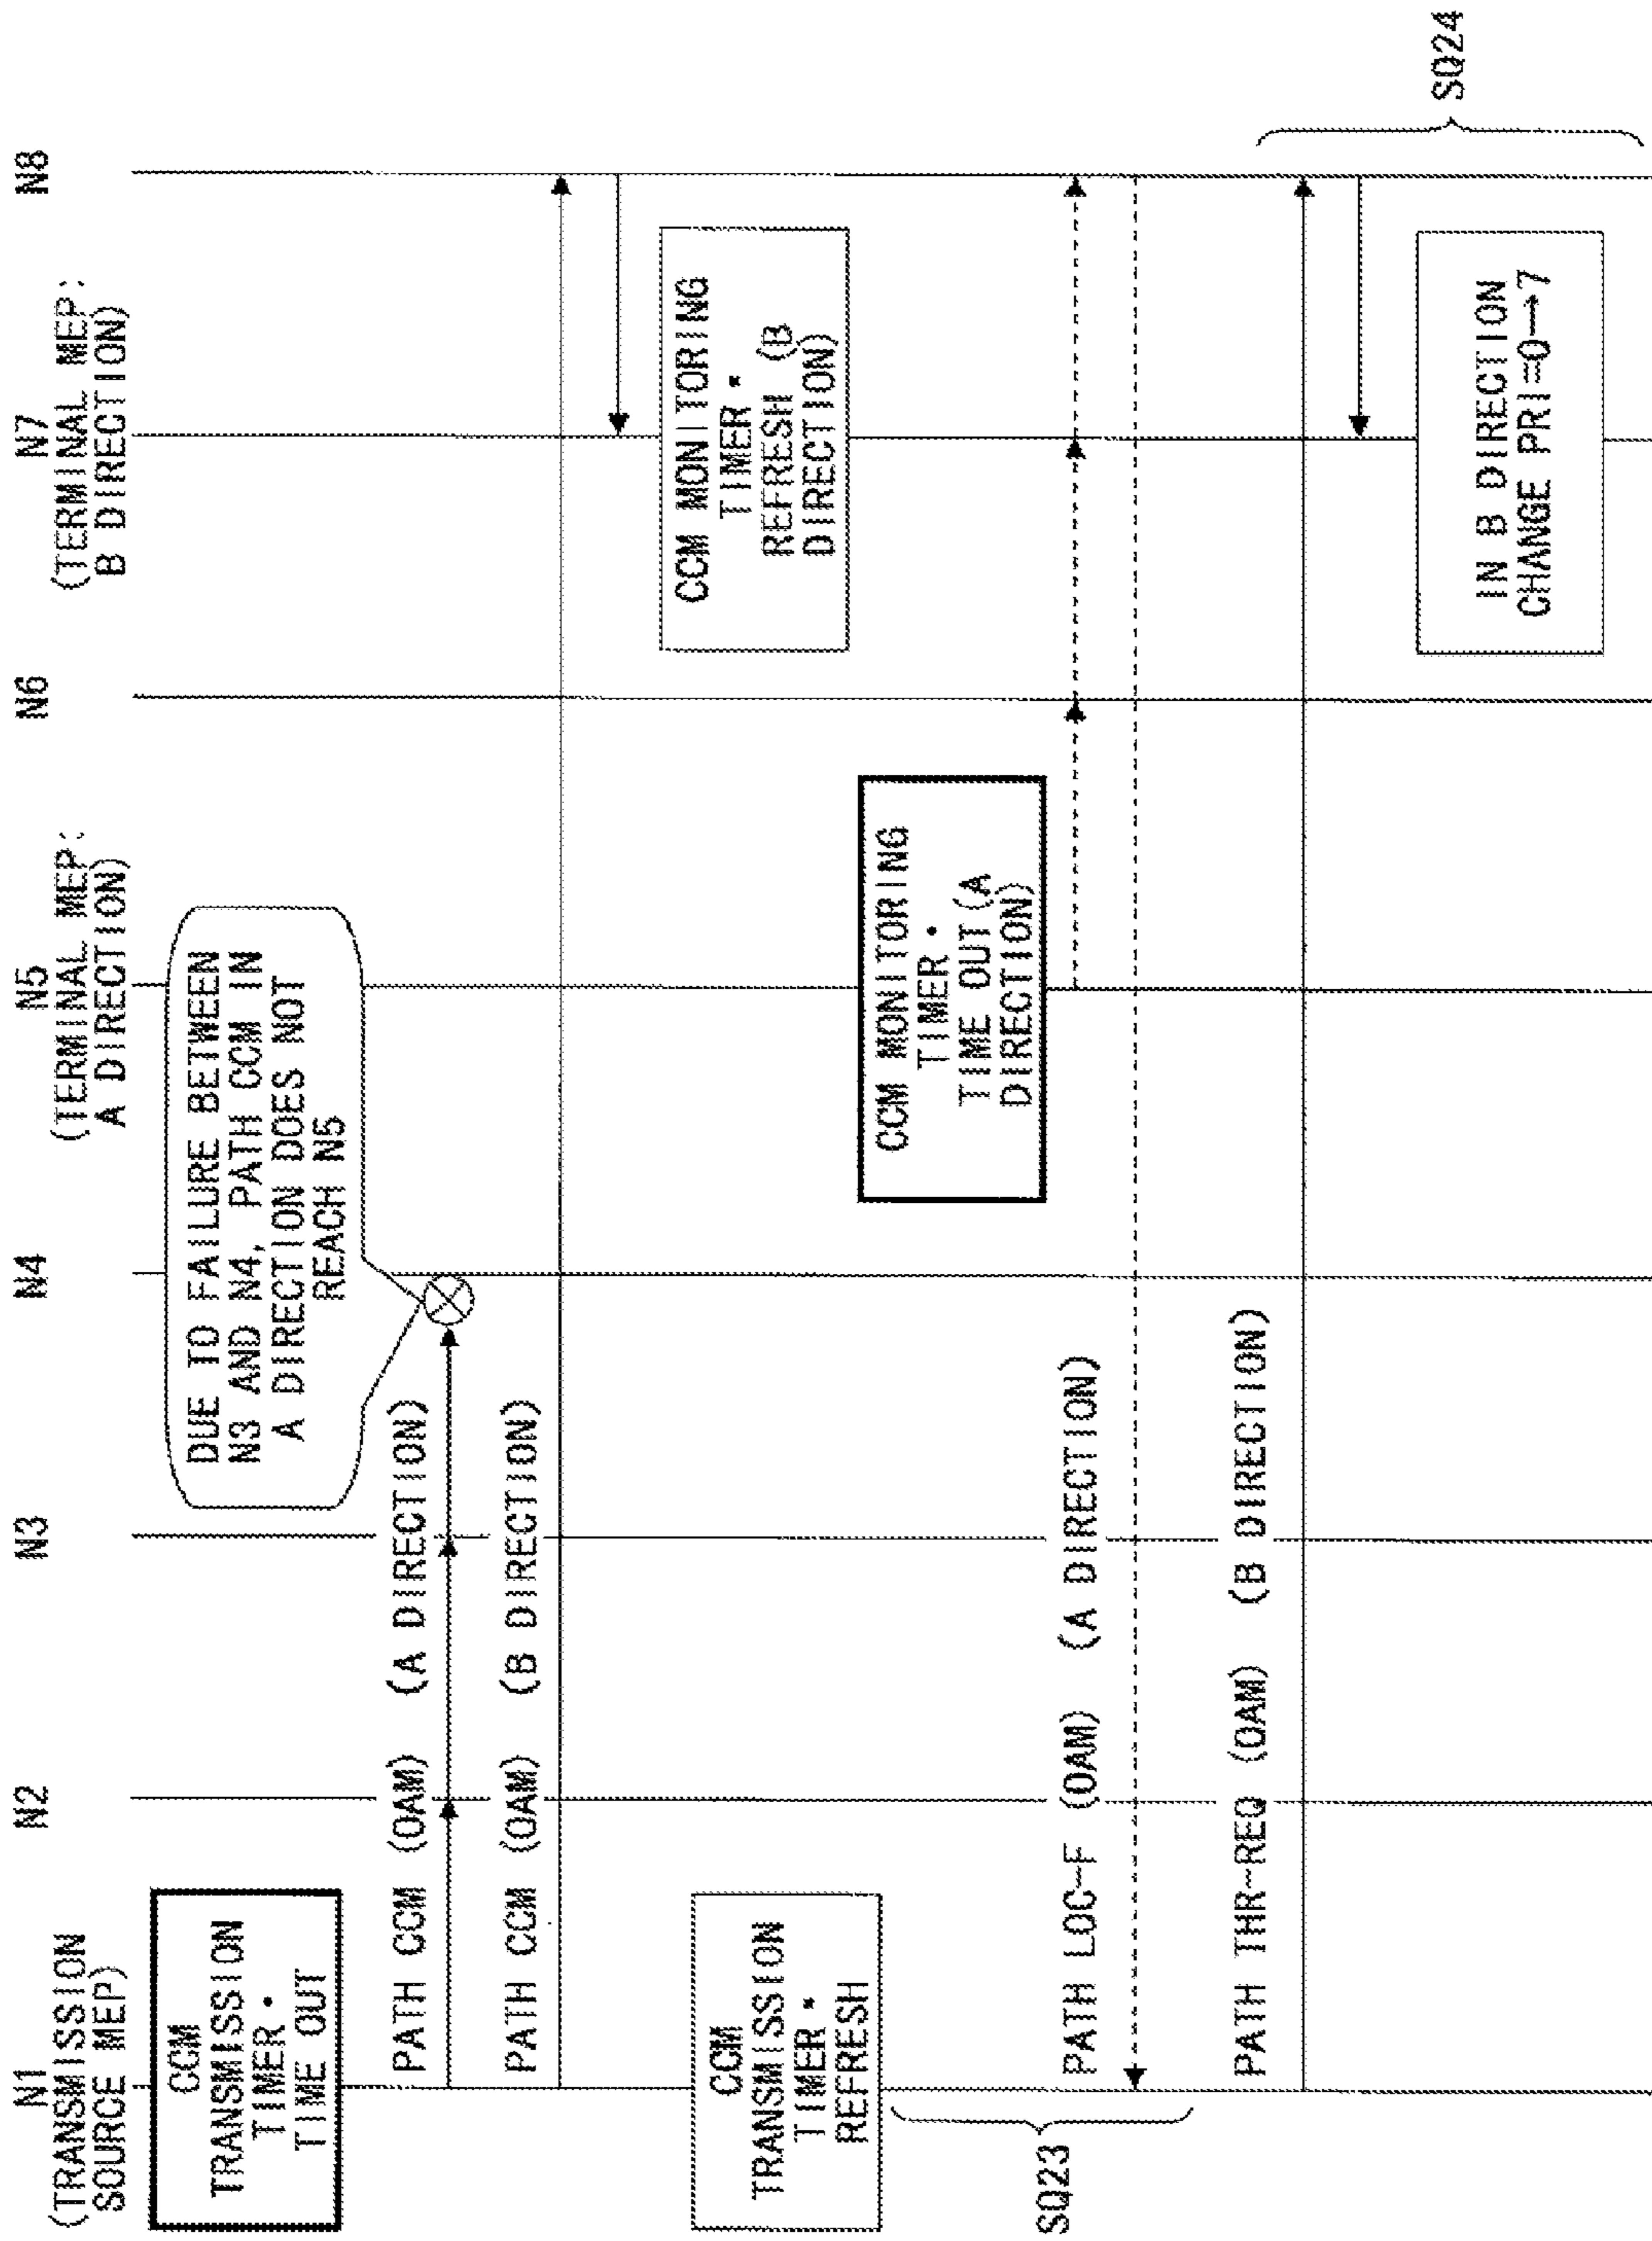 N1
(TRANSMISSION
SOURCE MEP)
N2
N3
N4
N5
(TERMINAL MEP:
A DIRECTION)
N6
N7
(TERMINAL MEP:
B DIRECTION)
N8
CCM
TRANSMISSION
TIMER •
TIME OUT
DUE TO FAILURE BETWEEN
N3 AND N4, PATH CCM IN
A DIRECTION DOES NOT
REACH N5
PATH CCM (OAM) (A DIRECTION)
PATH CCM (OAM) (B DIRECTION)
CCM
TRANSMISSION
TIMER •
REFRESH
CCM MONITORING
TIMER •
REFRESH (B
DIRECTION)
CCM MONITORING
TIMER •
TIME OUT (A
DIRECTION)
SQ23
PATH LOC-F (OAM) (A DIRECTION)
PATH THR-REQ (OAM) (B DIRECTION)
IN B DIRECTION
CHANGE PRI=0→7
SQ24